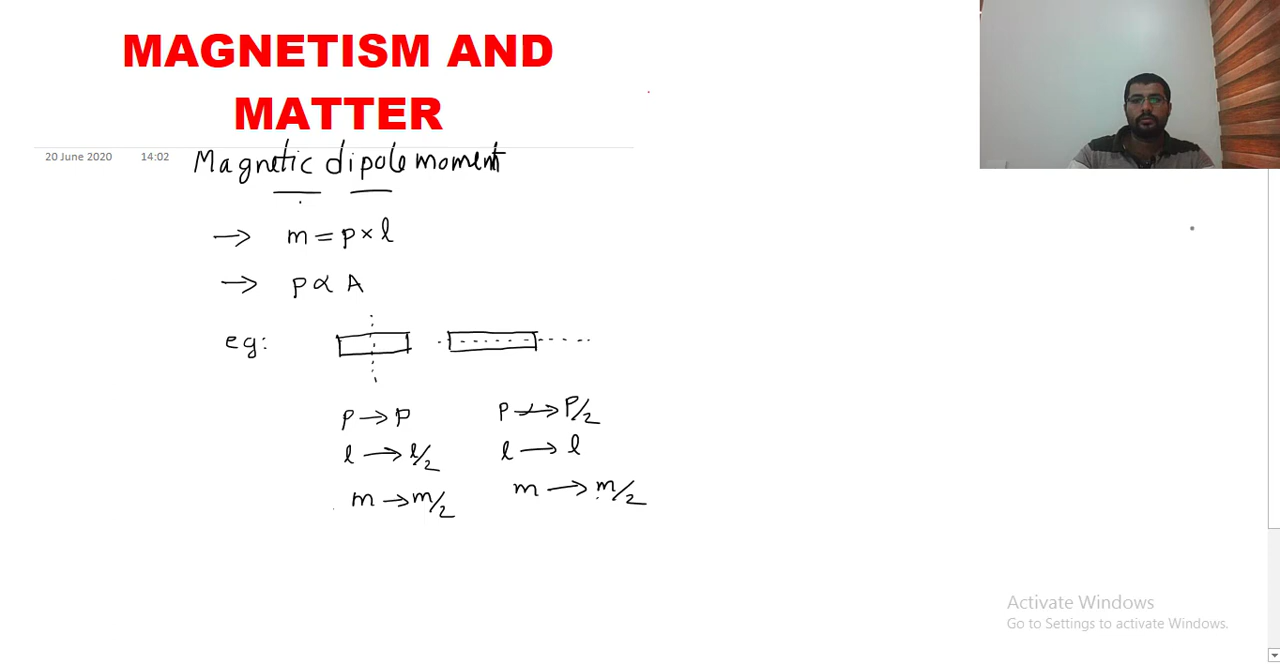 MAGNETISM AND
MATTER
20 June 2020 14:02
Magnetic dipole moment
→ m = p × l
→ p ∝ A
eg:
p → p
l → l/2
m → m/2
p → P/2
l → l
m → m/2
Activate Windows
Go to Settings to activate Windows.